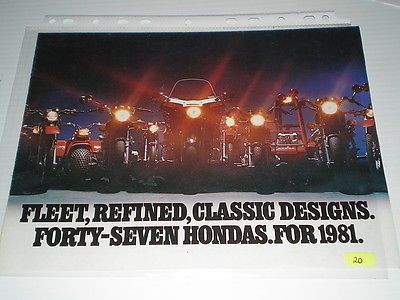 FLEET, REFINED, CLASSIC DESIGNS.
FORTY-SEVEN HONDAS. FOR 1981.
20